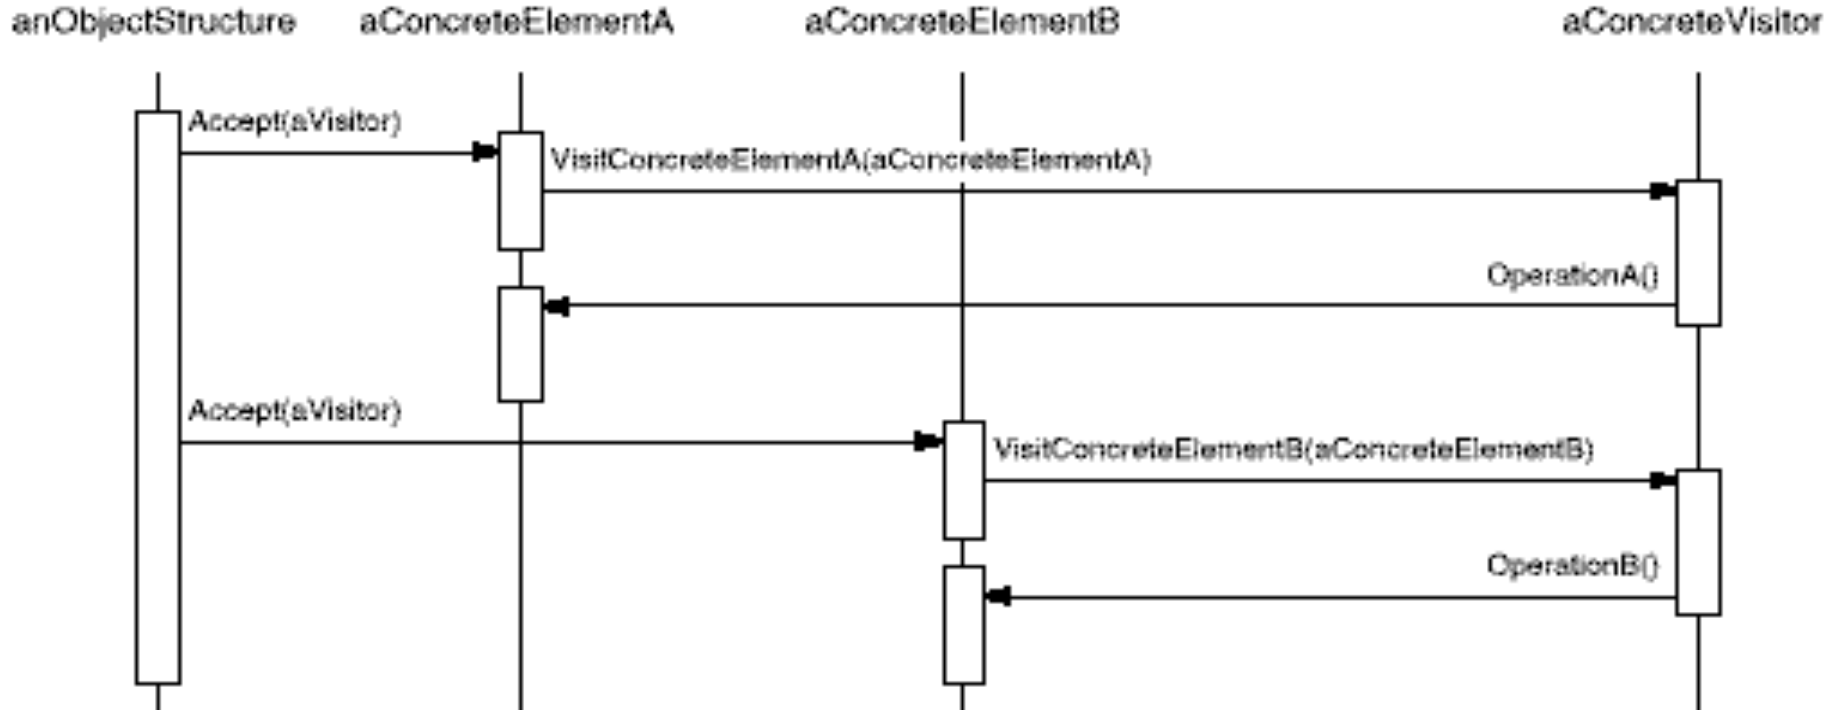 anObjectStructure aConcreteElementA aConcreteElementB aConcreteVisitor
Accept(aVisitor)
VisitConcreteElementA(aConcreteElementA)
OperationA()
Accept(aVisitor)
VisitConcreteElementB(aConcreteElementB)
OperationB()